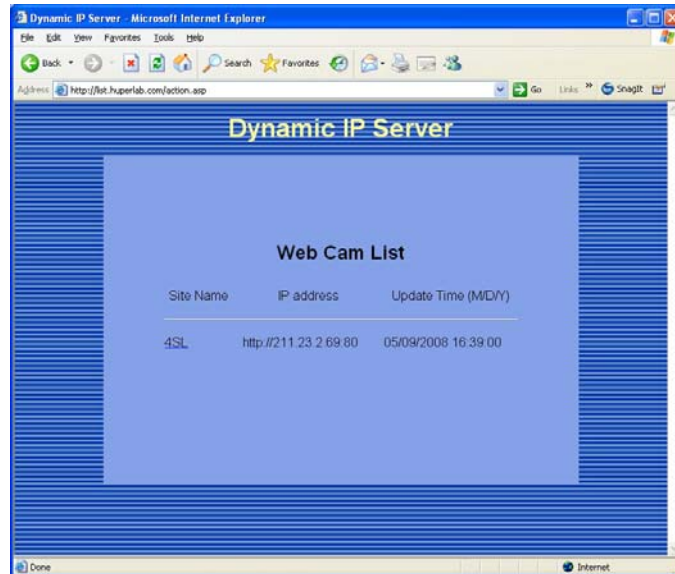 Dynamic IP Server - Microsoft Internet Explorer
File Edit View Favorites Tools Help
Back Search Favorites
Address http://list.huperlab.com/action.asp Go Links » SnagIt
Dynamic IP Server
Web Cam List
Site Name IP address Update Time (M/D/Y)
4SL http://211.23.2.69:80 05/09/2008 16:39:00
Done Internet